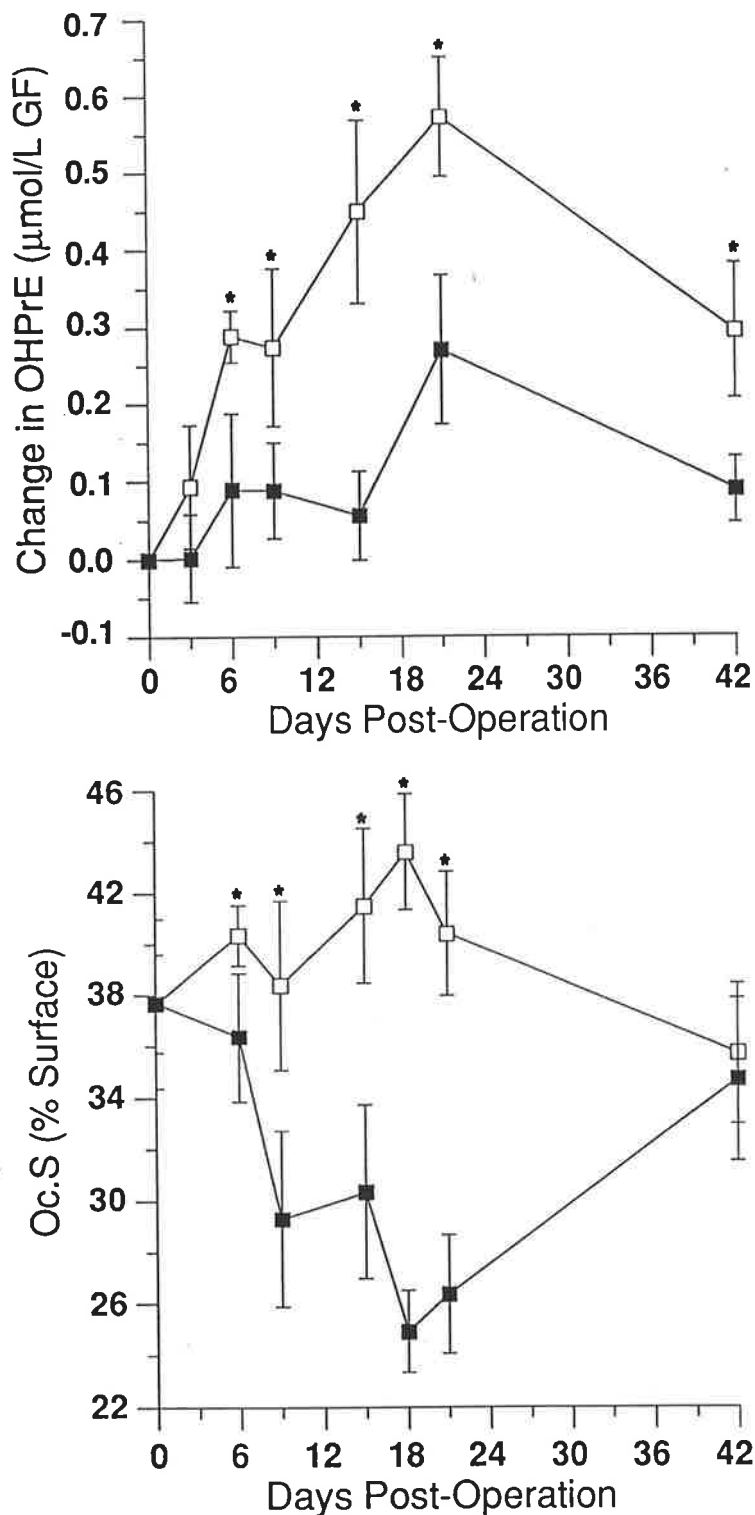 Change in OHPrE (µmol/L GF)
0.7
0.6
0.5
0.4
0.3
0.2
0.1
0.0
-0.1
* * * * *
0 6 12 18 24 30 36 42
Days Post-Operation
Oc.S (% Surface)
46
42
38
34
30
26
22
* * * * *
0 6 12 18 24 30 36 42
Days Post-Operation